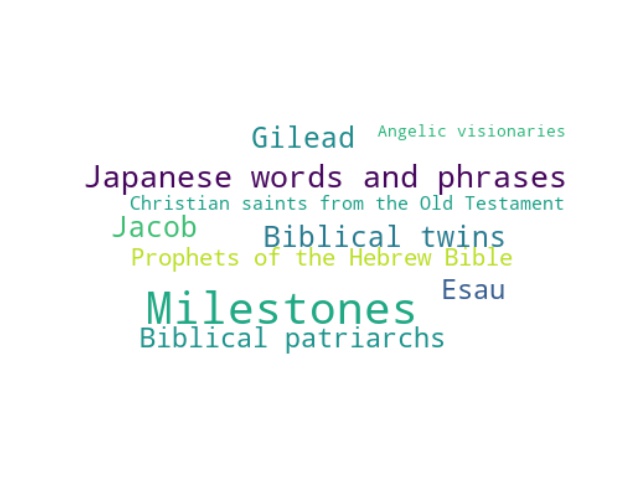 Gilead
Angelic visionaries
Japanese words and phrases
Christian saints from the Old Testament
Jacob
Biblical twins
Prophets of the Hebrew Bible
Esau
Milestones
Biblical patriarchs